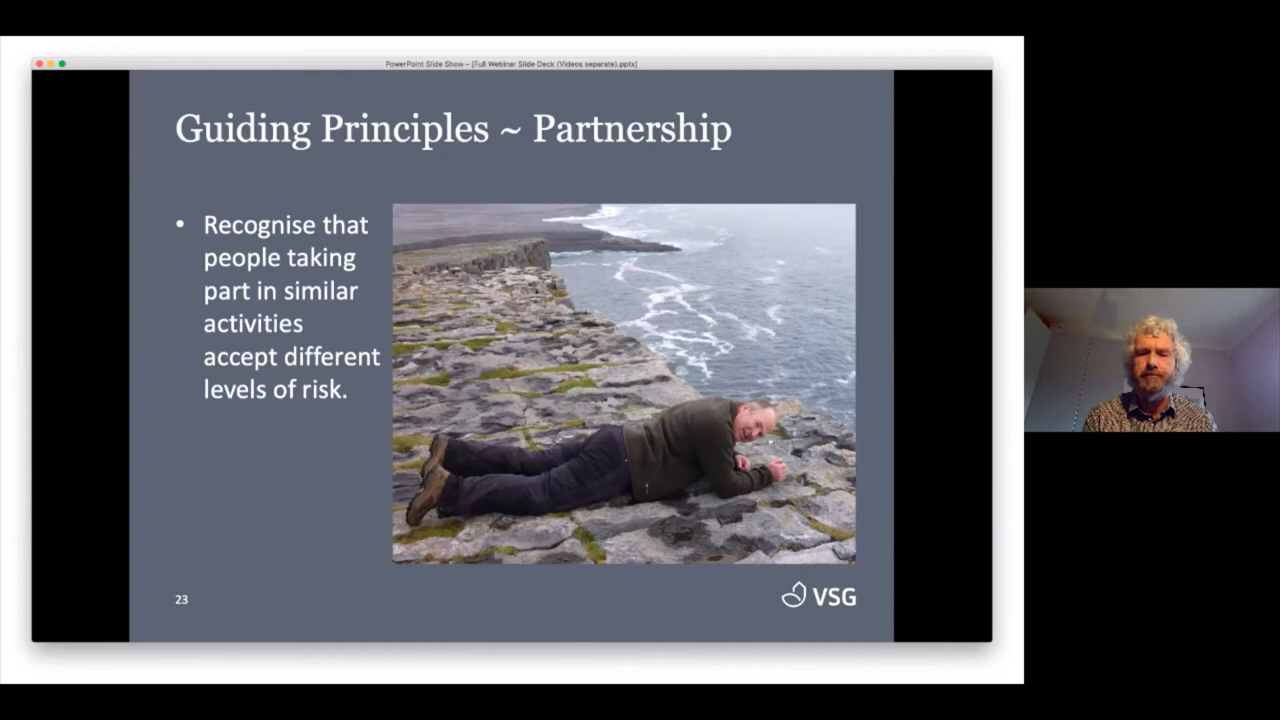 PowerPoint Slide Show – [Full Webinar Slide Deck (Videos separate).pptx]
Guiding Principles ~ Partnership
• Recognise that
people taking
part in similar
activities
accept different
levels of risk.
23
VSG